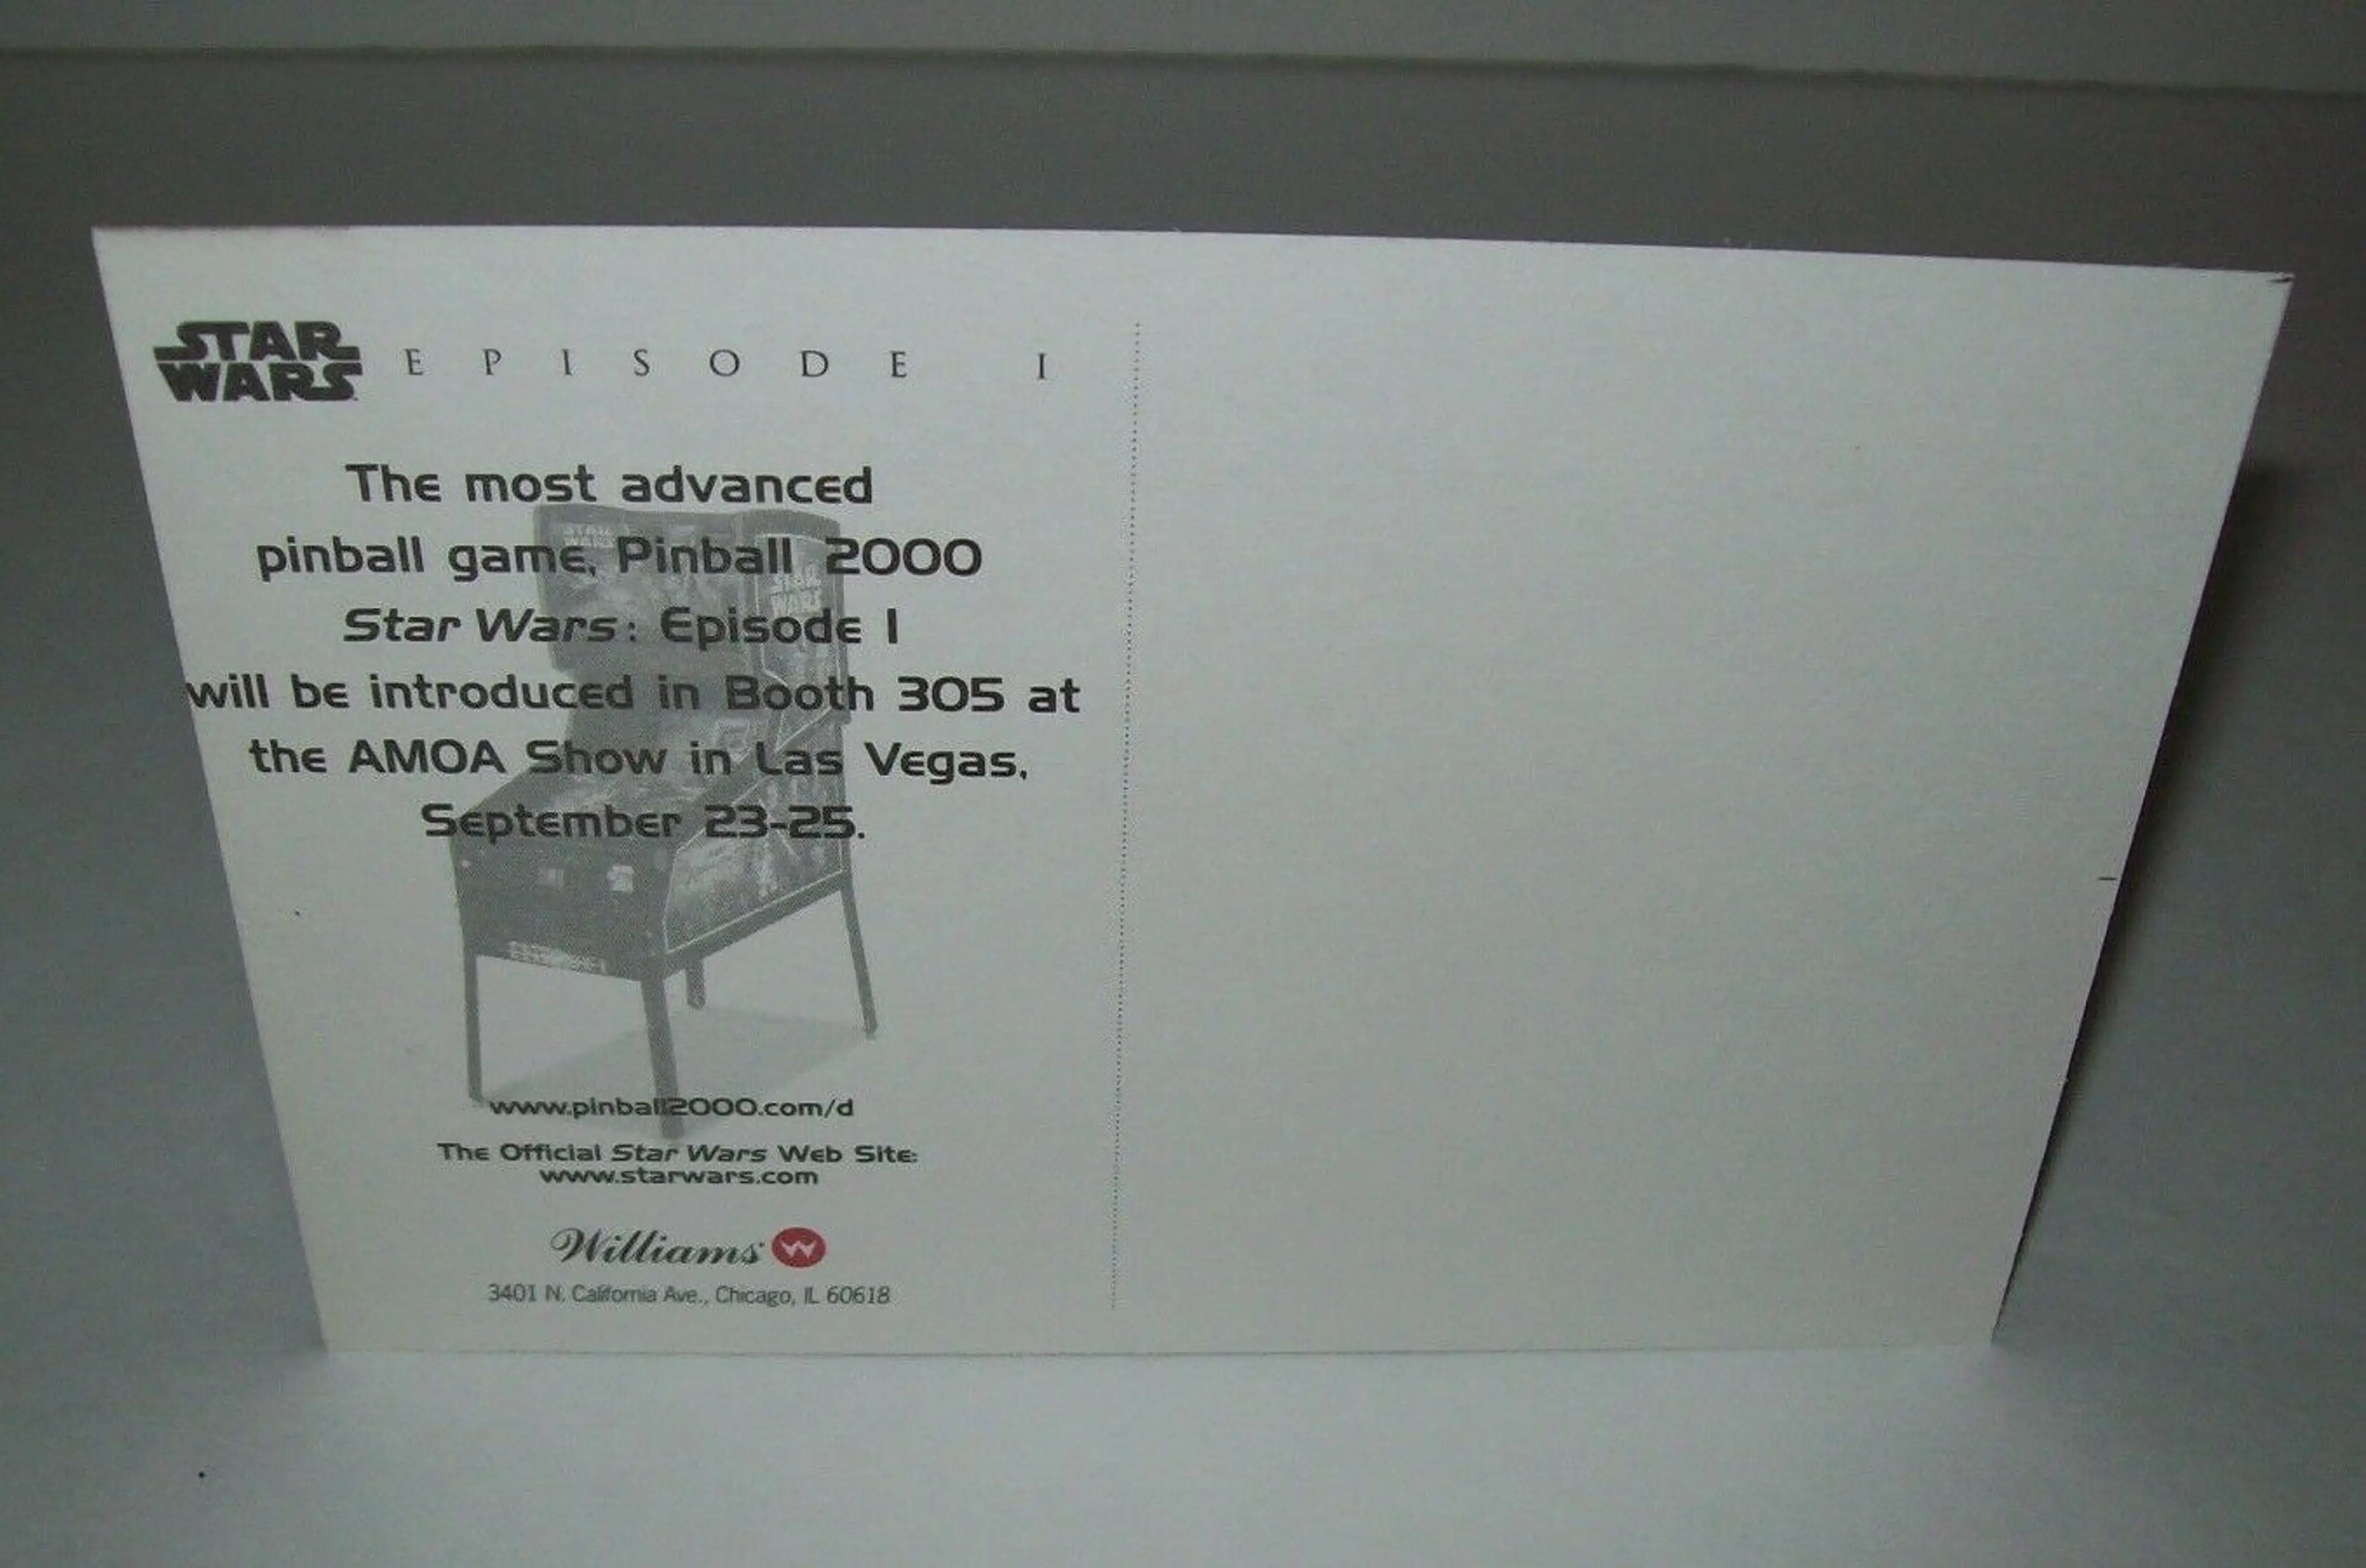 STAR WARS EPISODE I
The most advanced
pinball game, Pinball 2000
Star Wars: Episode I
will be introduced in Booth 305 at
the AMOA Show in Las Vegas,
September 23-25.
www.pinball2000.com/d
The Official Star Wars Web Site:
www.starwars.com
Williams W
3401 N. California Ave., Chicago, IL 60618